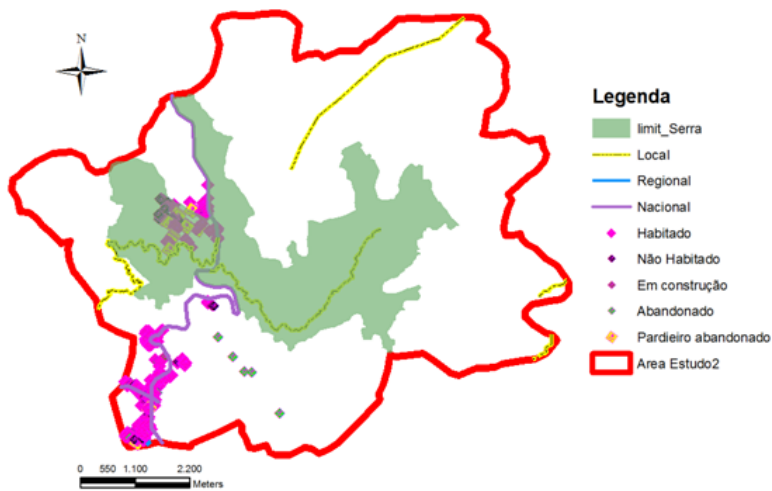 N
Legenda
limit_Serra
Local
Regional
Nacional
Habitado
Não Habitado
Em construção
Abandonado
Pardieiro abandonado
Area Estudo2
0 550 1.100 2.200
Meters